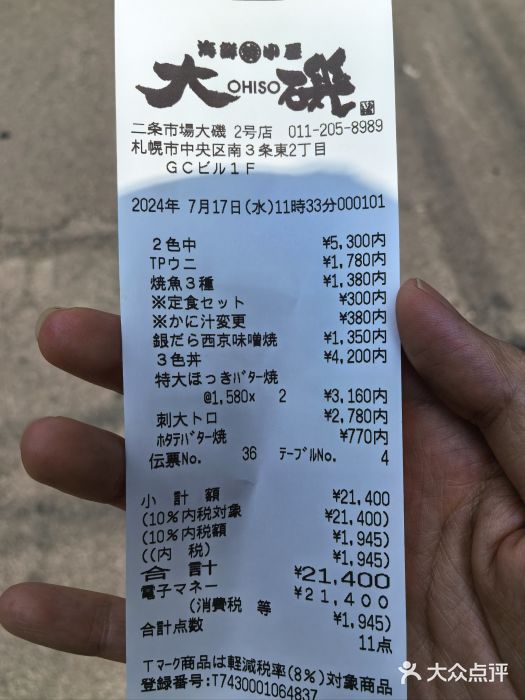 海鮮小屋
大 OHISO 磯
二条市場大磯 2号店 011-205-8989
札幌市中央区南3条東2丁目
GCビル1F
2024年 7月17日(水)11時33分000101
2色中 ¥5,300内
TPウニ ¥1,780内
焼魚3種 ¥1,380内
※定食セット ¥300内
※かに汁変更 ¥380内
銀だら西京味噌焼 ¥1,350内
3色丼 ¥4,200内
特大ほっきバター焼
@1,580× 2 ¥3,160内
刺大トロ ¥2,780内
ホタテバター焼 ¥770内
伝票No. 36 テーブルNo. 4
小計額 ¥21,400
(10%内税対象 ¥21,400)
(10%内税額 ¥1,945)
((内 税) ¥1,945)
合計 ¥21,400
電子マネー ¥21,400
(消費税 等 ¥1,945)
合計点数 11点
Tマーク商品は軽減税率(8%)対象商品
登録番号:T7430001064837
大众点评